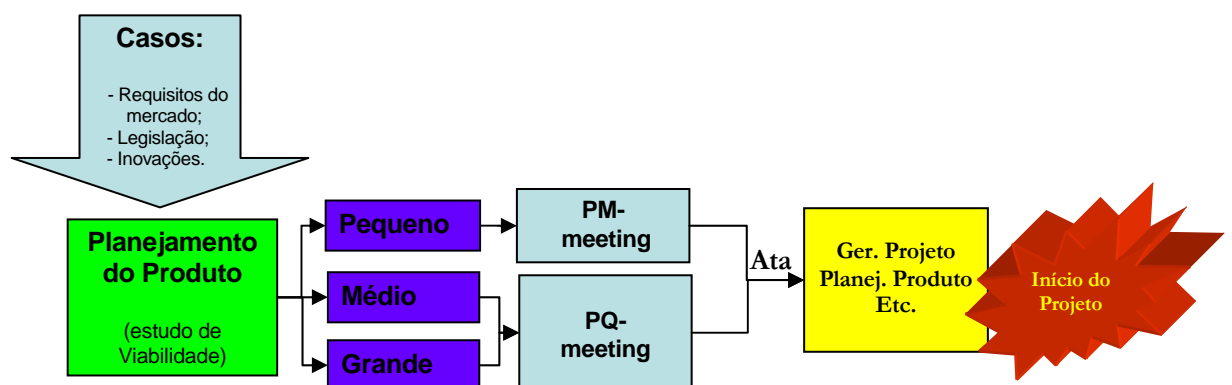 Casos:
- Requisitos do
mercado;
- Legislação;
- Inovações.
Planejamento
do Produto
(estudo de
Viabilidade)
Pequeno
Médio
Grande
PM-
meeting
PQ-
meeting
Ata
Ger. Projeto
Planej. Produto
Etc.
Início do
Projeto